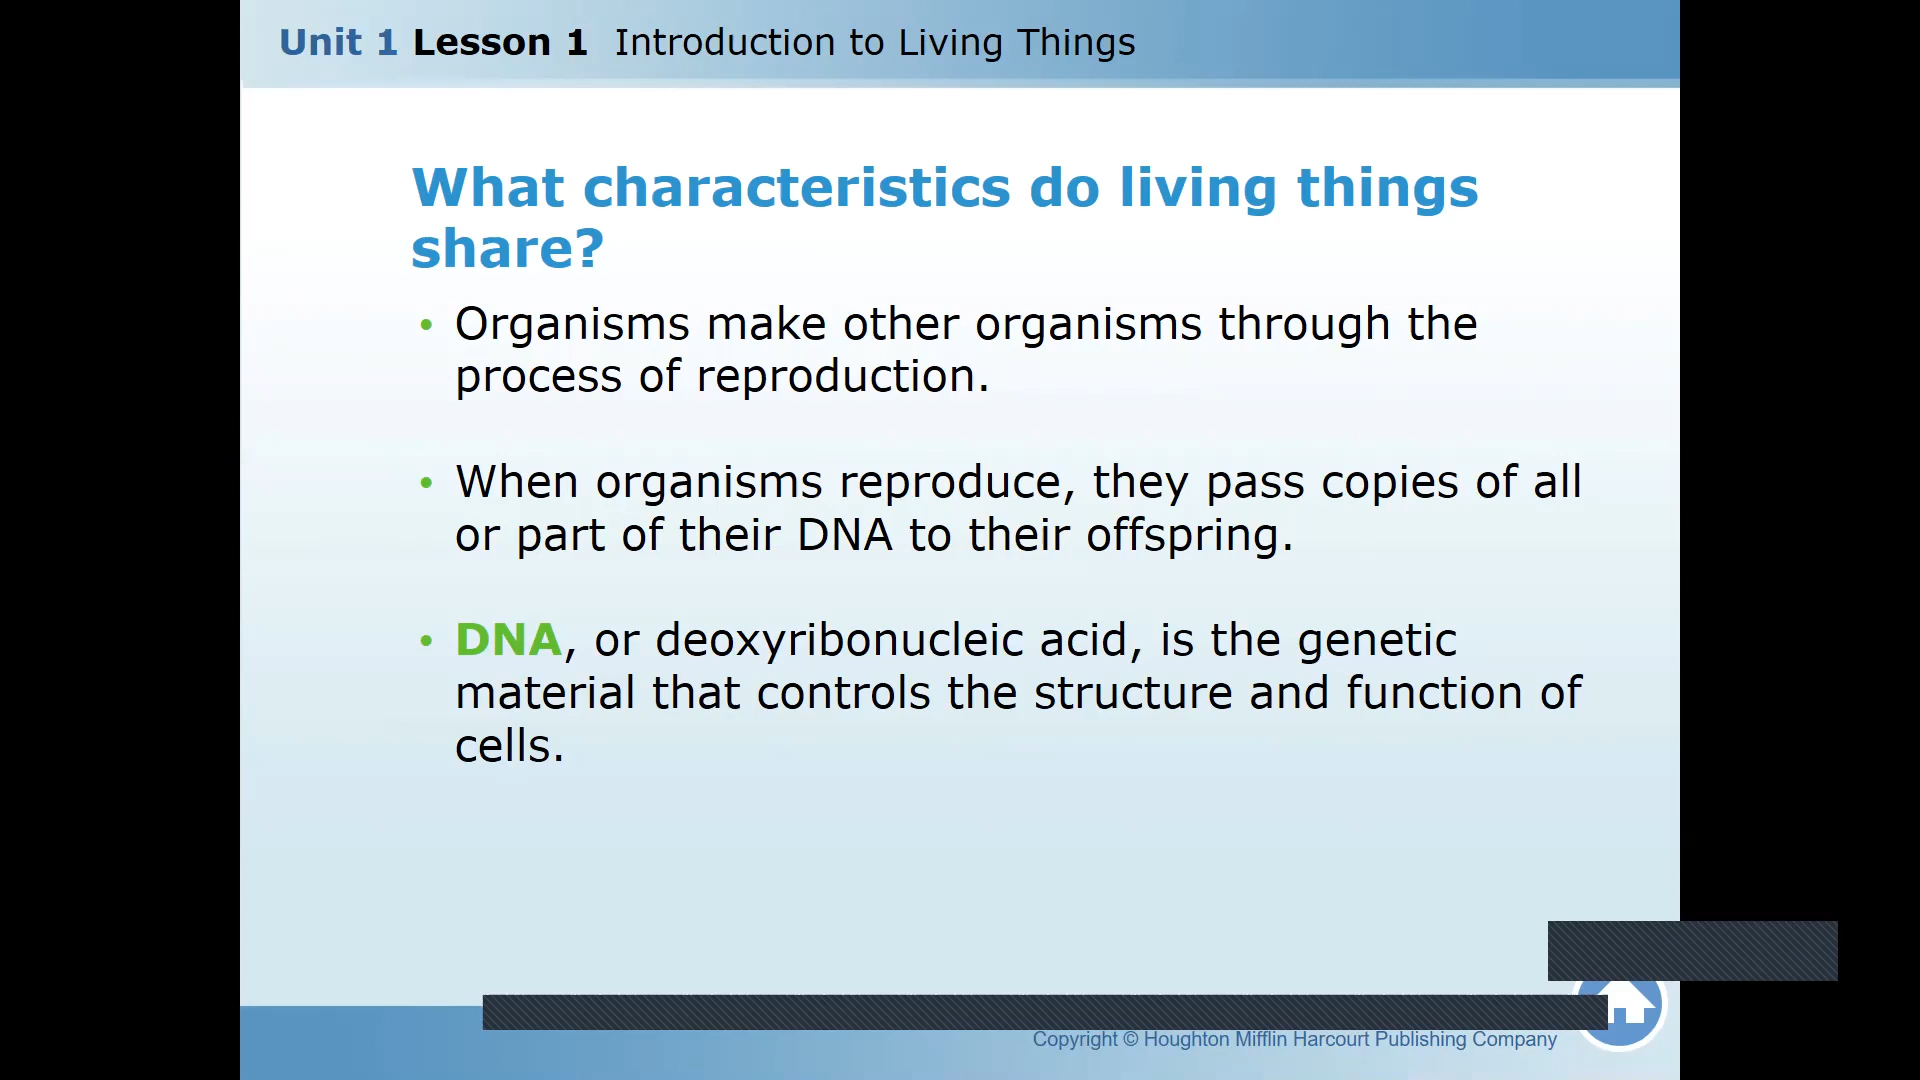 Unit 1 Lesson 1 Introduction to Living Things
What characteristics do living things
share?
• Organisms make other organisms through the
process of reproduction.
• When organisms reproduce, they pass copies of all
or part of their DNA to their offspring.
• DNA, or deoxyribonucleic acid, is the genetic
material that controls the structure and function of
cells.
Copyright © Houghton Mifflin Harcourt Publishing Company